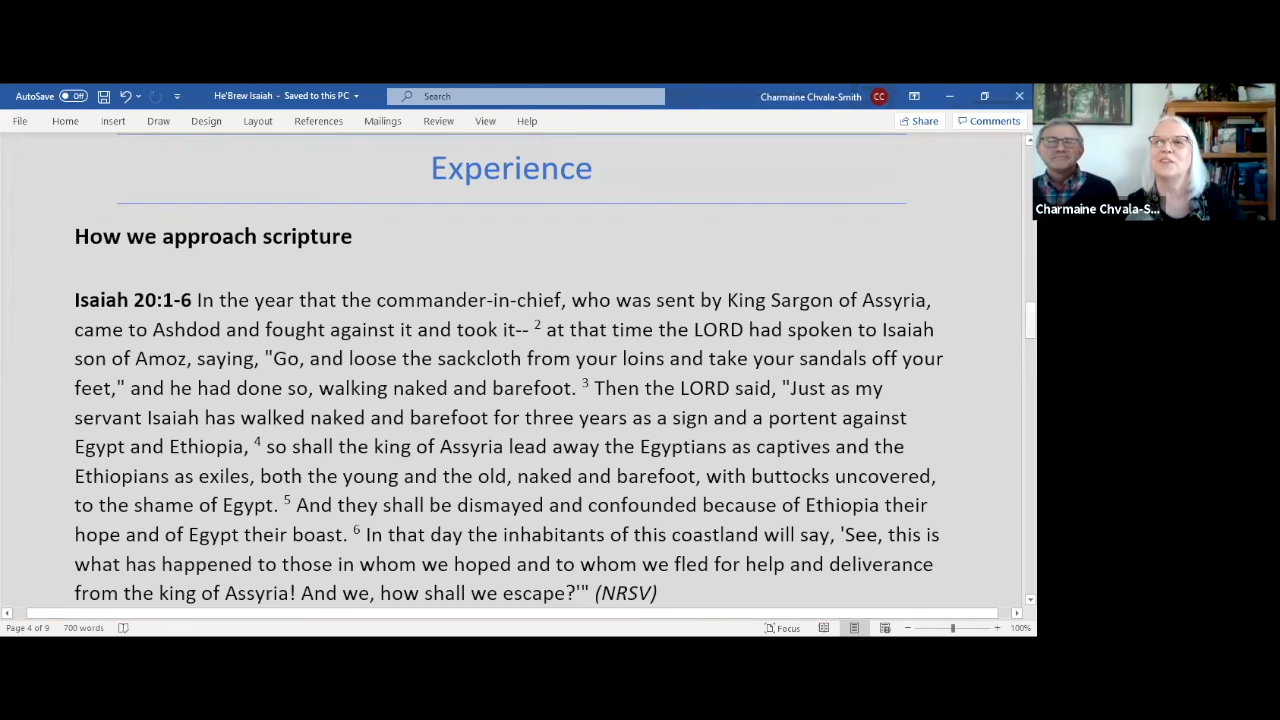 AutoSave Off He'Brew Isaiah - Saved to this PC Search Charmaine Chvala-Smith CC
File Home Insert Draw Design Layout References Mailings Review View Help Share Comments
Experience
How we approach scripture
Isaiah 20:1-6 In the year that the commander-in-chief, who was sent by King Sargon of Assyria,
came to Ashdod and fought against it and took it-- 2 at that time the LORD had spoken to Isaiah
son of Amoz, saying, "Go, and loose the sackcloth from your loins and take your sandals off your
feet," and he had done so, walking naked and barefoot. 3 Then the LORD said, "Just as my
servant Isaiah has walked naked and barefoot for three years as a sign and a portent against
Egypt and Ethiopia, 4 so shall the king of Assyria lead away the Egyptians as captives and the
Ethiopians as exiles, both the young and the old, naked and barefoot, with buttocks uncovered,
to the shame of Egypt. 5 And they shall be dismayed and confounded because of Ethiopia their
hope and of Egypt their boast. 6 In that day the inhabitants of this coastland will say, 'See, this is
what has happened to those in whom we hoped and to whom we fled for help and deliverance
from the king of Assyria! And we, how shall we escape?'" (NRSV)
Page 4 of 9 700 words Focus 100%
Charmaine Chvala-S...